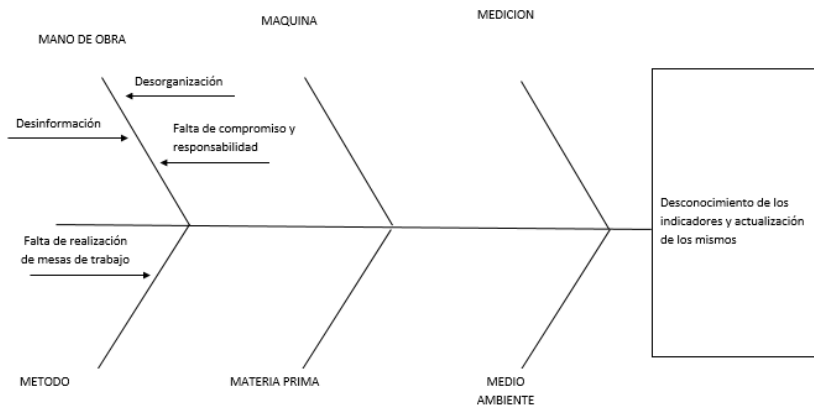 MANO DE OBRA
MAQUINA
MEDICION
Desorganización
Desinformación
Falta de compromiso y
responsabilidad
Desconocimiento de los
indicadores y actualización
de los mismos
Falta de realización
de mesas de trabajo
METODO
MATERIA PRIMA
MEDIO
AMBIENTE